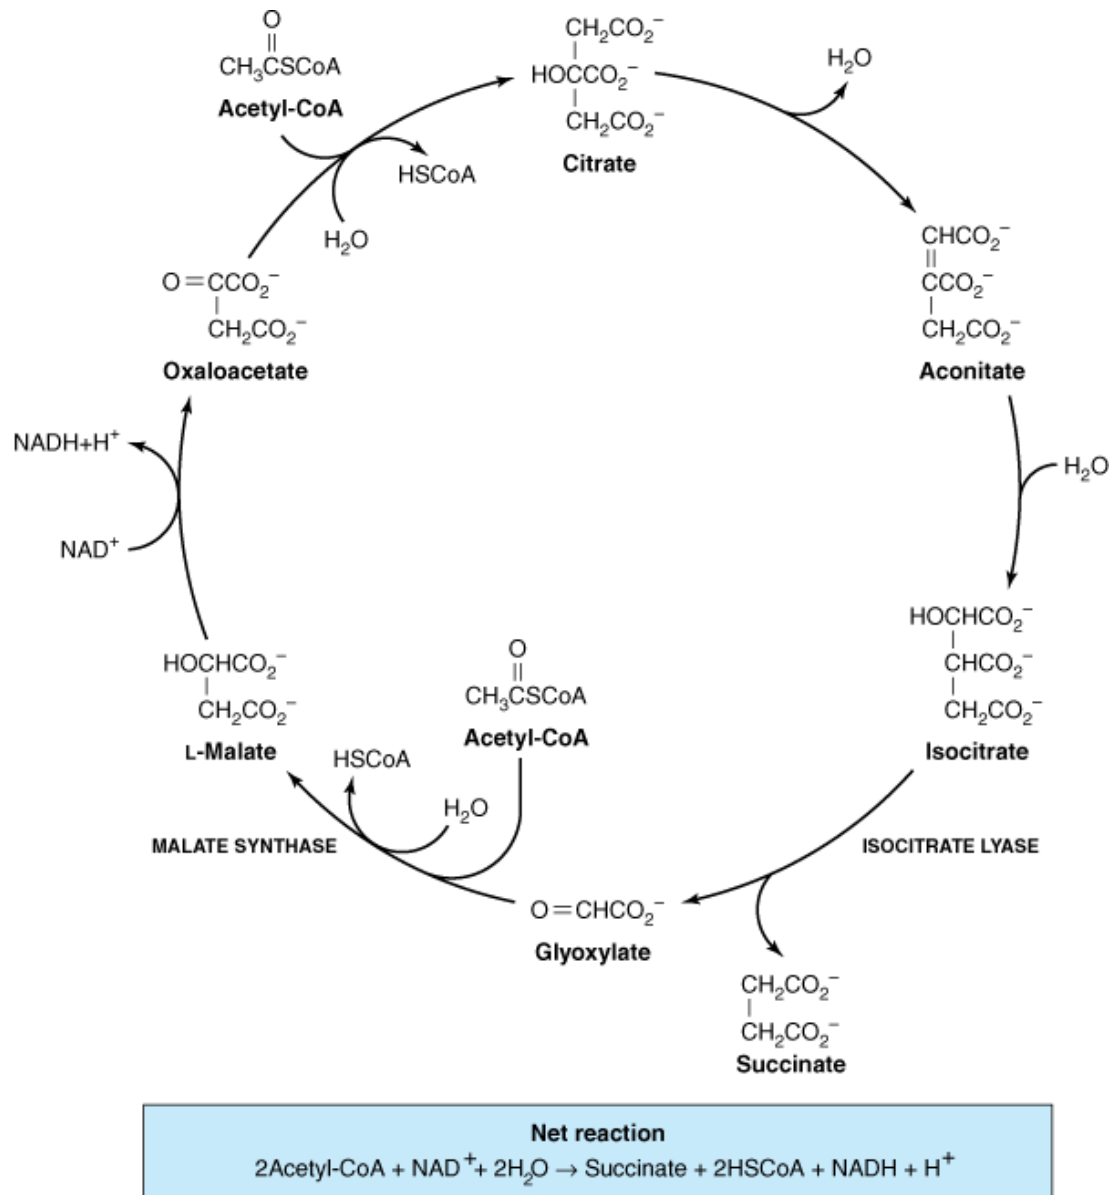 O
||
CH₃CSCoA
Acetyl-CoA
HSCoA
H₂O
CH₂CO₂⁻
|
HOCCO₂⁻
|
CH₂CO₂⁻
Citrate
H₂O
CHCO₂⁻
||
CCO₂⁻
|
CH₂CO₂⁻
Aconitate
H₂O
HOCHCO₂⁻
|
CHCO₂⁻
|
CH₂CO₂⁻
Isocitrate
ISOCITRATE LYASE
CH₂CO₂⁻
|
CH₂CO₂⁻
Succinate
O=CHCO₂⁻
Glyoxylate
O
||
CH₃CSCoA
Acetyl-CoA
H₂O
HSCoA
MALATE SYNTHASE
HOCHCO₂⁻
|
CH₂CO₂⁻
L-Malate
NAD⁺
NADH+H⁺
O=CCO₂⁻
|
CH₂CO₂⁻
Oxaloacetate
Net reaction
2Acetyl-CoA + NAD⁺ + 2H₂O → Succinate + 2HSCoA + NADH + H⁺